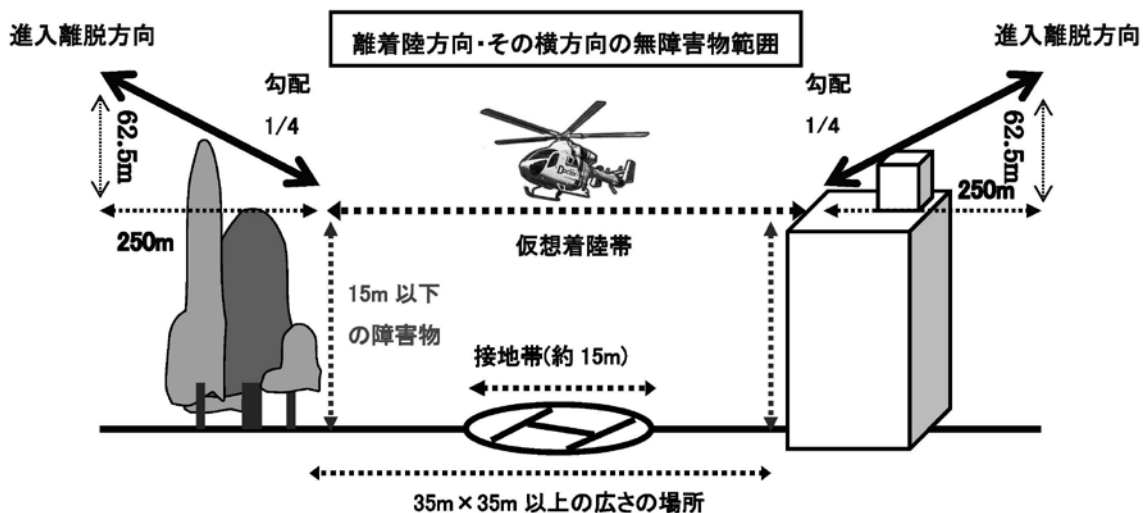 離着陸方向・その横方向の無障害物範囲
進入離脱方向
進入離脱方向
勾配
1/4
勾配
1/4
62.5m
62.5m
250m
250m
仮想着陸帯
15m 以下
の障害物
接地帯(約 15m)
H
35m×35m 以上の広さの場所